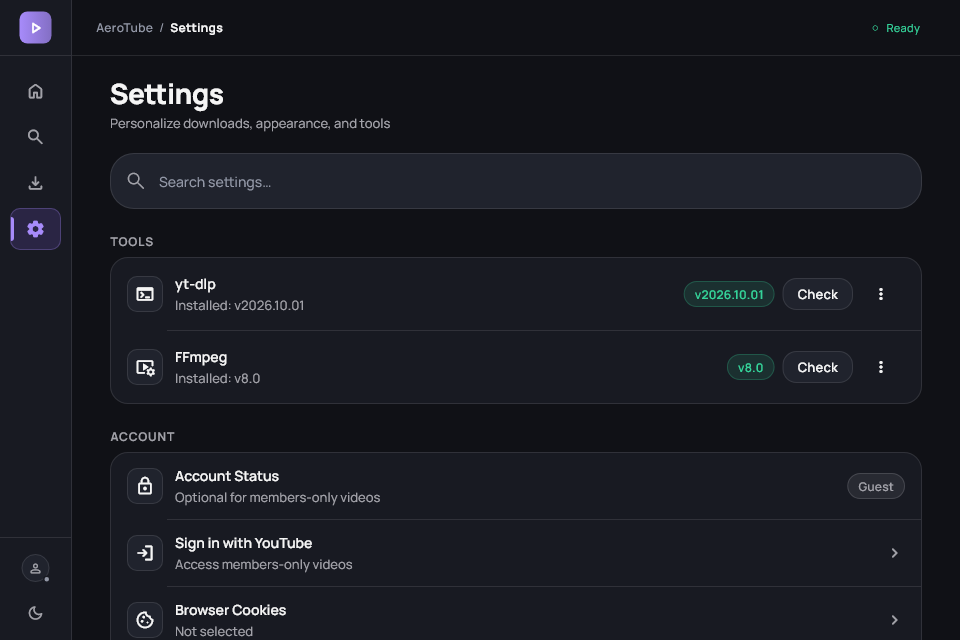 AeroTube / Settings
Ready
Settings
Personalize downloads, appearance, and tools
Search settings...
TOOLS
yt-dlp
Installed: v2026.10.01
v2026.10.01
Check
FFmpeg
Installed: v8.0
v8.0
Check
ACCOUNT
Account Status
Optional for members-only videos
Guest
Sign in with YouTube
Access members-only videos
Browser Cookies
Not selected